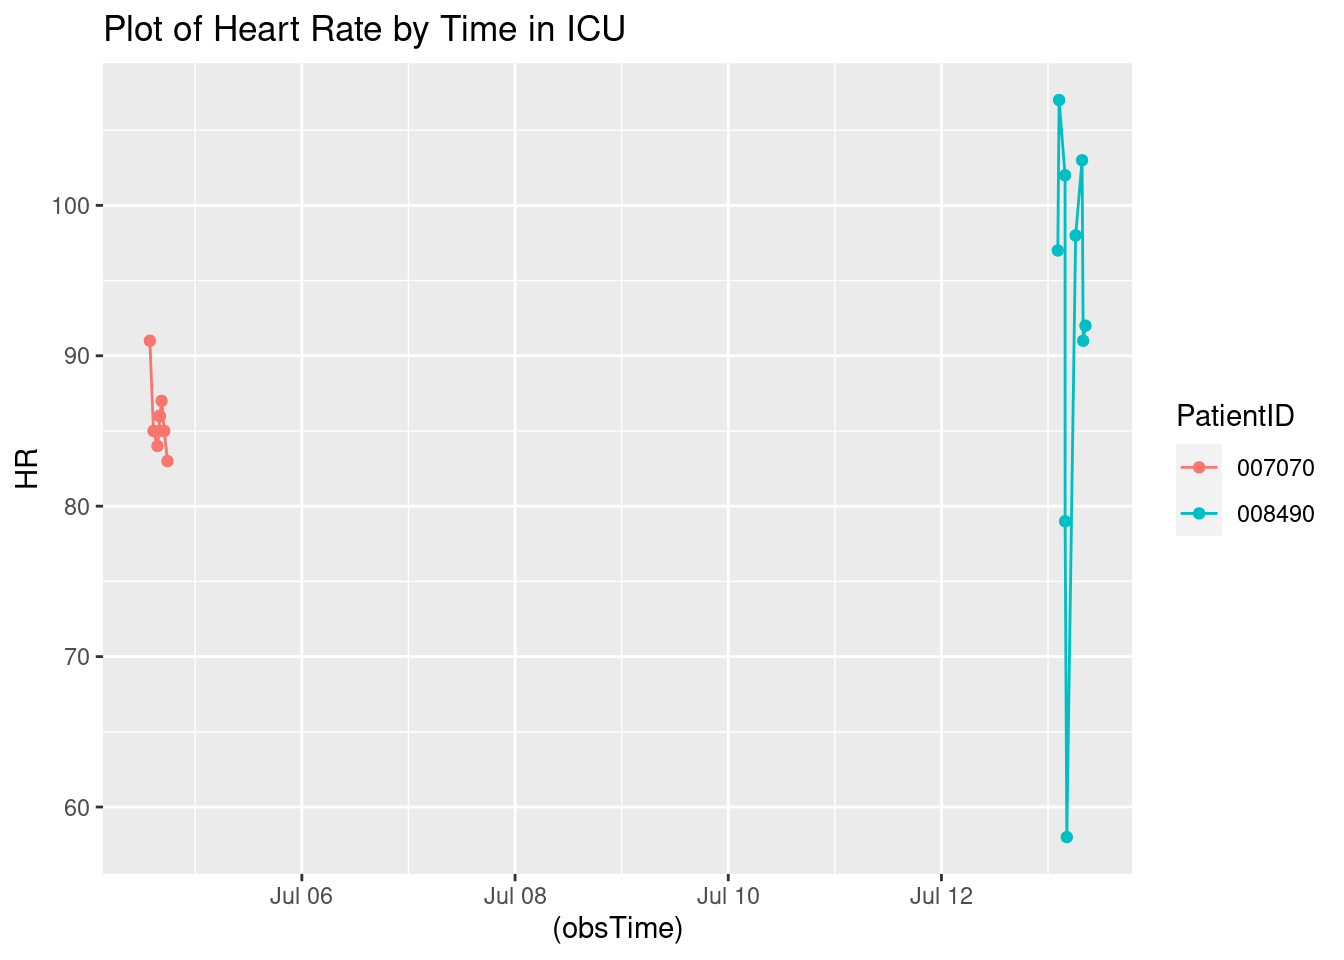 Plot of Heart Rate by Time in ICU
100
90
80
70
60
HR
Jul 06
Jul 08
Jul 10
Jul 12
(obsTime)
PatientID
007070
008490